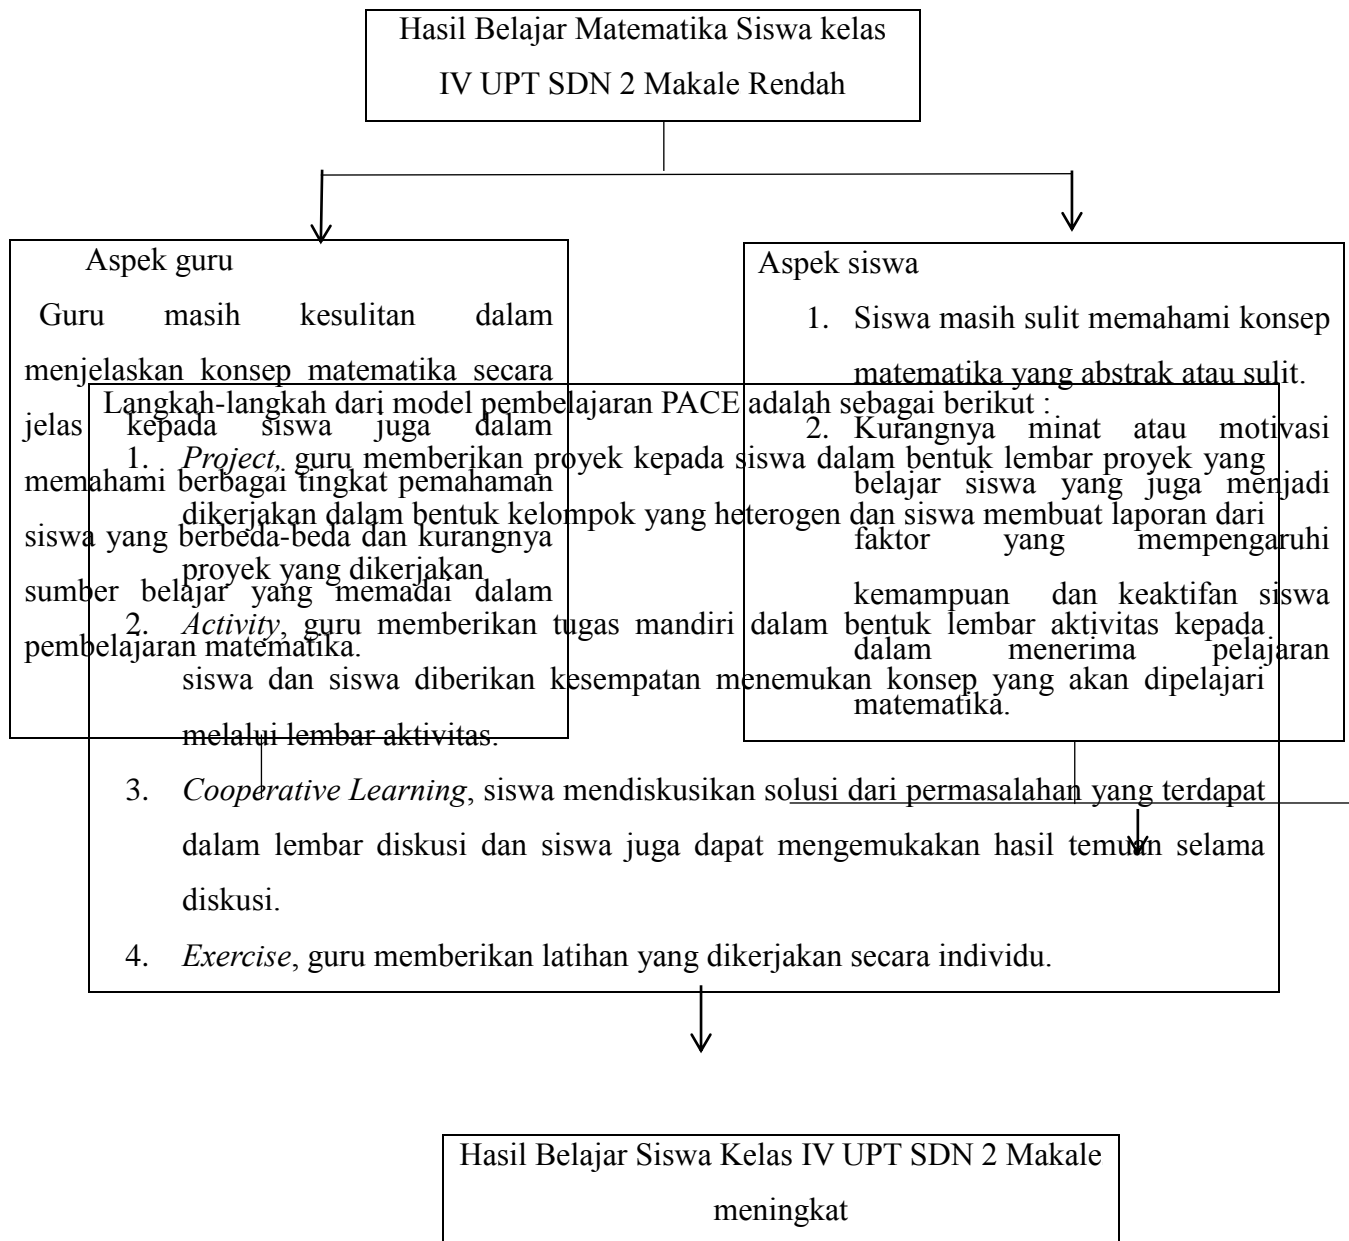 Hasil Belajar Matematika Siswa kelas
IV UPT SDN 2 Makale Rendah
Aspek guru
Guru masih kesulitan dalam
menjelaskan konsep matematika secara
jelas kepada siswa juga dalam
memahami berbagai tingkat pemahaman
siswa yang berbeda-beda dan kurangnya
sumber belajar yang memadai dalam
pembelajaran matematika.
Aspek siswa
1. Siswa masih sulit memahami konsep
matematika yang abstrak atau sulit.
2. Kurangnya minat atau motivasi
belajar siswa yang juga menjadi
faktor yang mempengaruhi
kemampuan dan keaktifan siswa
dalam menerima pelajaran
matematika.
Langkah-langkah dari model pembelajaran PACE adalah sebagai berikut :
1. Project, guru memberikan proyek kepada siswa dalam bentuk lembar proyek yang
dikerjakan dalam bentuk kelompok yang heterogen dan siswa membuat laporan dari
proyek yang dikerjakan
2. Activity, guru memberikan tugas mandiri dalam bentuk lembar aktivitas kepada
siswa dan siswa diberikan kesempatan menemukan konsep yang akan dipelajari
melalui lembar aktivitas.
3. Cooperative Learning, siswa mendiskusikan solusi dari permasalahan yang terdapat
dalam lembar diskusi dan siswa juga dapat mengemukakan hasil temuan selama
diskusi.
4. Exercise, guru memberikan latihan yang dikerjakan secara individu.
Hasil Belajar Siswa Kelas IV UPT SDN 2 Makale
meningkat